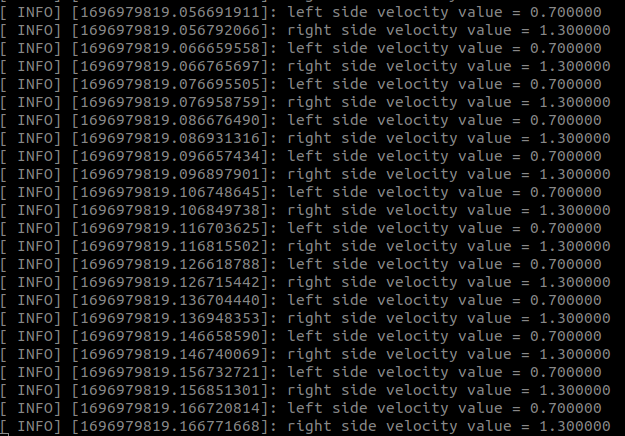 [ INFO] [1696979819.056691911]: left side velocity value = 0.700000
[ INFO] [1696979819.056792066]: right side velocity value = 1.300000
[ INFO] [1696979819.066659558]: left side velocity value = 0.700000
[ INFO] [1696979819.066765697]: right side velocity value = 1.300000
[ INFO] [1696979819.076695505]: left side velocity value = 0.700000
[ INFO] [1696979819.076958759]: right side velocity value = 1.300000
[ INFO] [1696979819.086676490]: left side velocity value = 0.700000
[ INFO] [1696979819.086931316]: right side velocity value = 1.300000
[ INFO] [1696979819.096657434]: left side velocity value = 0.700000
[ INFO] [1696979819.096897901]: right side velocity value = 1.300000
[ INFO] [1696979819.106748645]: left side velocity value = 0.700000
[ INFO] [1696979819.106849738]: right side velocity value = 1.300000
[ INFO] [1696979819.116703625]: left side velocity value = 0.700000
[ INFO] [1696979819.116815502]: right side velocity value = 1.300000
[ INFO] [1696979819.126618788]: left side velocity value = 0.700000
[ INFO] [1696979819.126715442]: right side velocity value = 1.300000
[ INFO] [1696979819.136704440]: left side velocity value = 0.700000
[ INFO] [1696979819.136948353]: right side velocity value = 1.300000
[ INFO] [1696979819.146658590]: left side velocity value = 0.700000
[ INFO] [1696979819.146740069]: right side velocity value = 1.300000
[ INFO] [1696979819.156732721]: left side velocity value = 0.700000
[ INFO] [1696979819.156851301]: right side velocity value = 1.300000
[ INFO] [1696979819.166720814]: left side velocity value = 0.700000
[ INFO] [1696979819.166771668]: right side velocity value = 1.300000